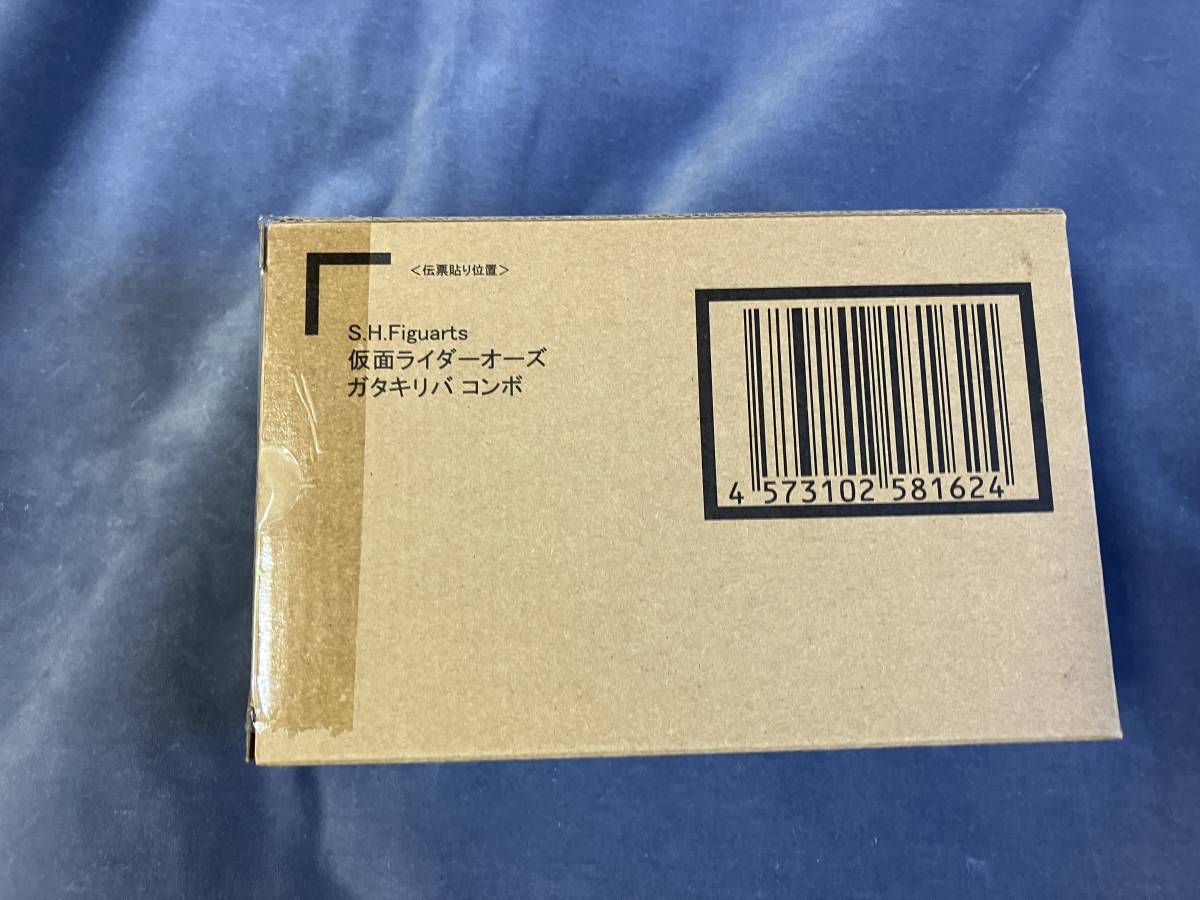 ＜伝票貼り位置＞
S.H.Figuarts
仮面ライダーオーズ
ガタキリバ コンボ
4 573102 581624